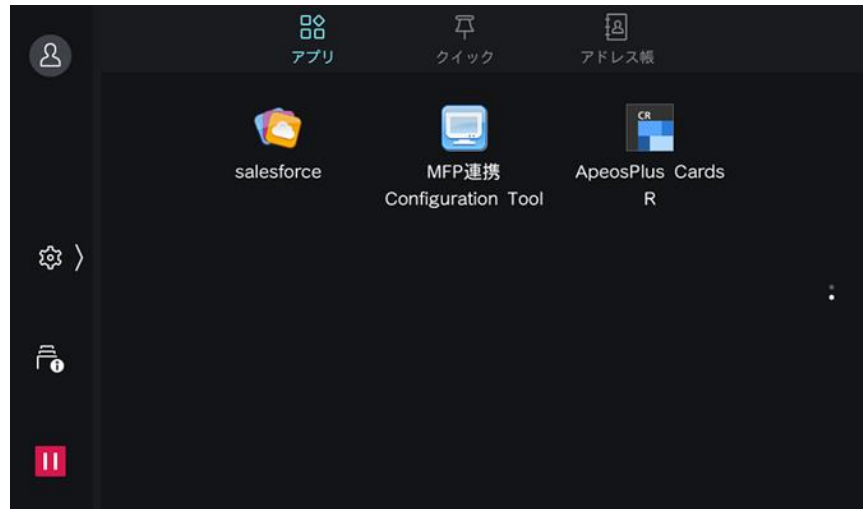 アプリ
クイック
アドレス帳
CR
salesforce
MFP連携
Configuration Tool
ApeosPlus Cards
R